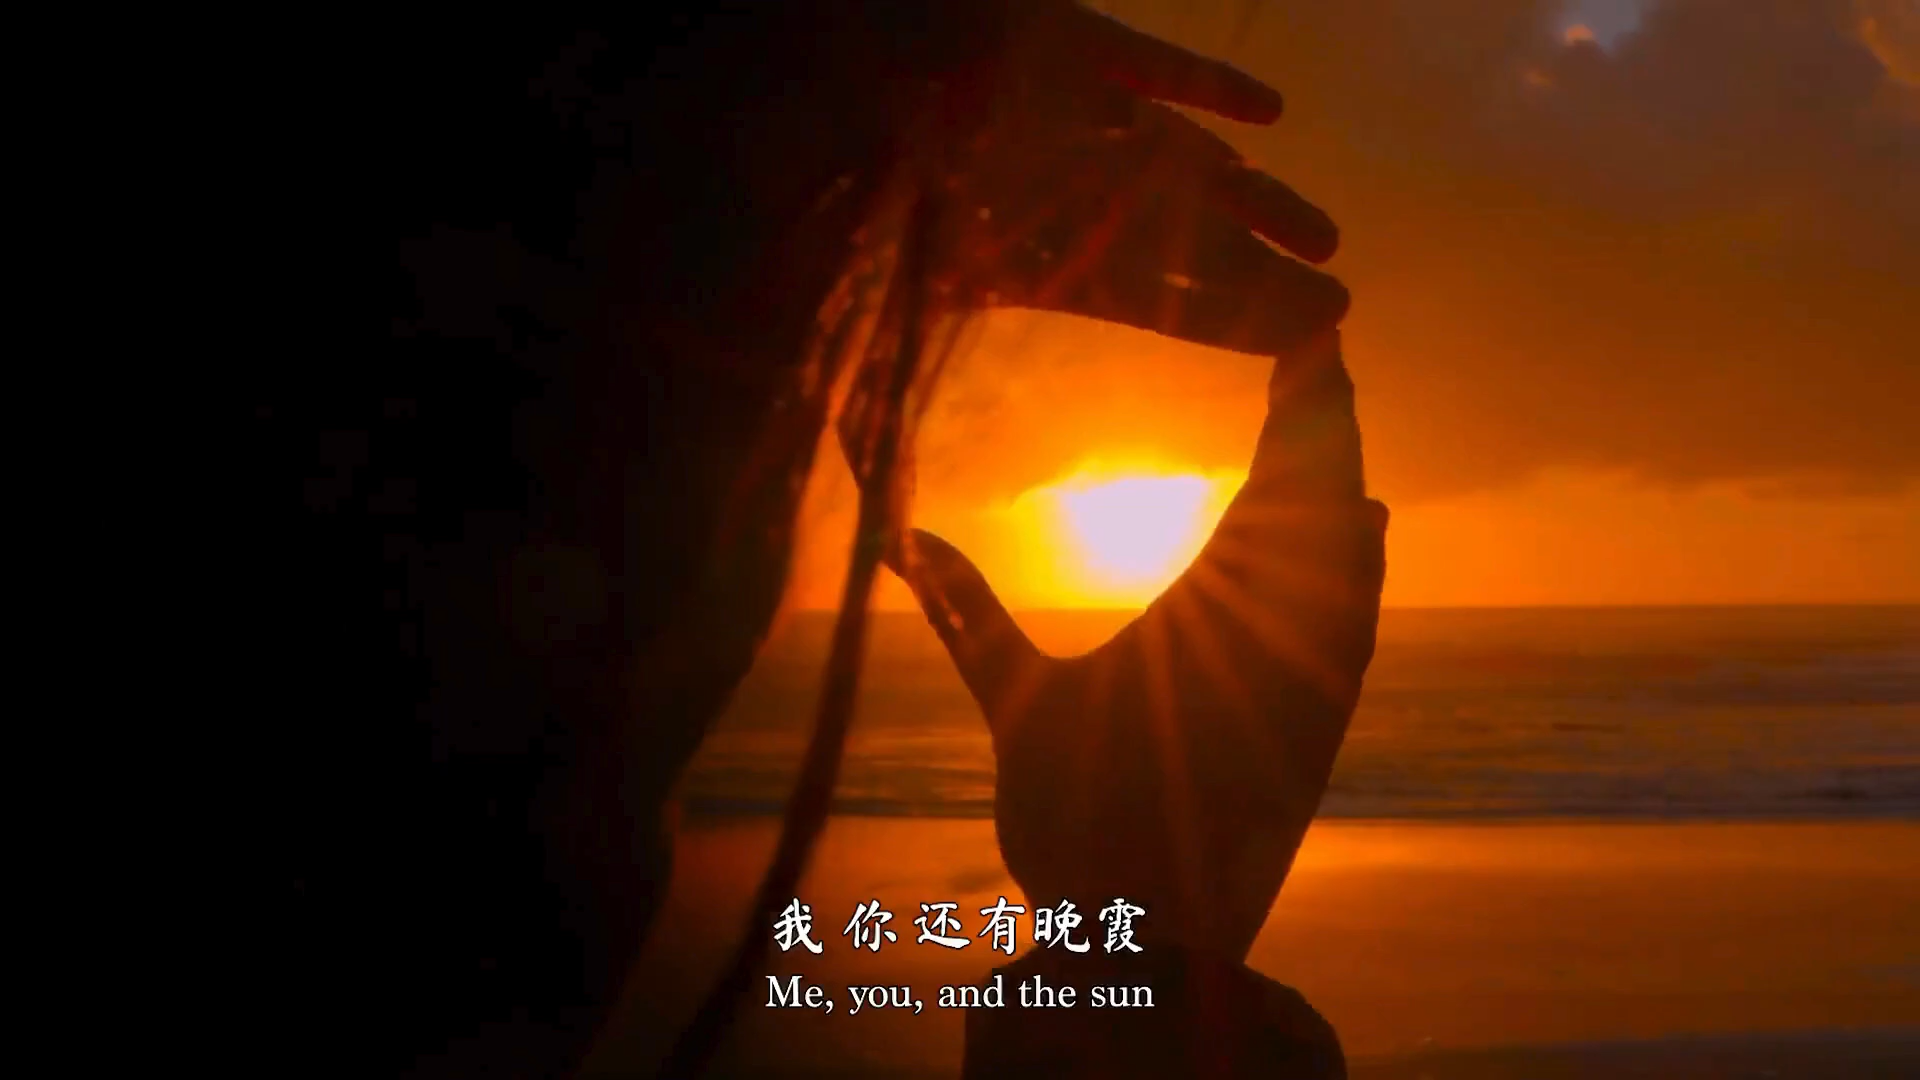 我 你 还有晚霞
Me, you, and the sun